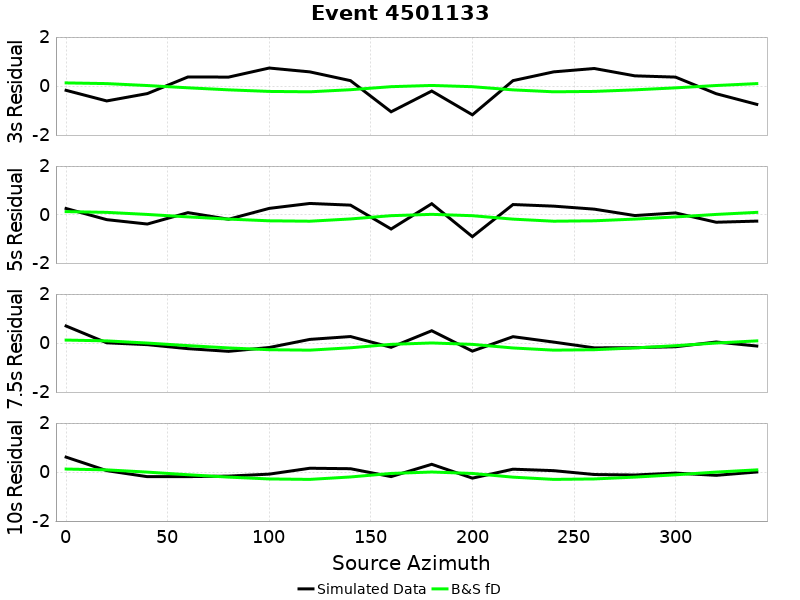 Event 4501133
3s Residual
2
0
-2
5s Residual
2
0
-2
7.5s Residual
2
0
-2
10s Residual
2
0
-2
0 50 100 150 200 250 300
Source Azimuth
Simulated Data B&S fD